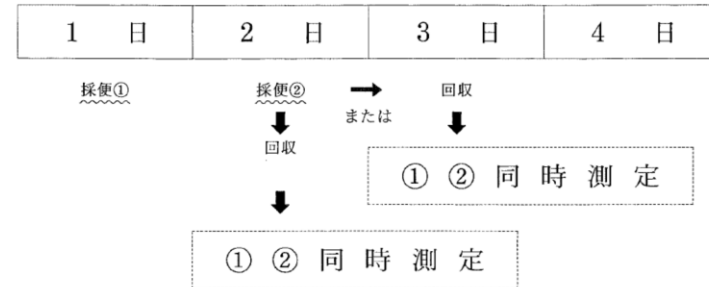 1日 2日 3日 4日
採便① 採便② 回収
または
回収
① ② 同時測定
① ② 同時測定